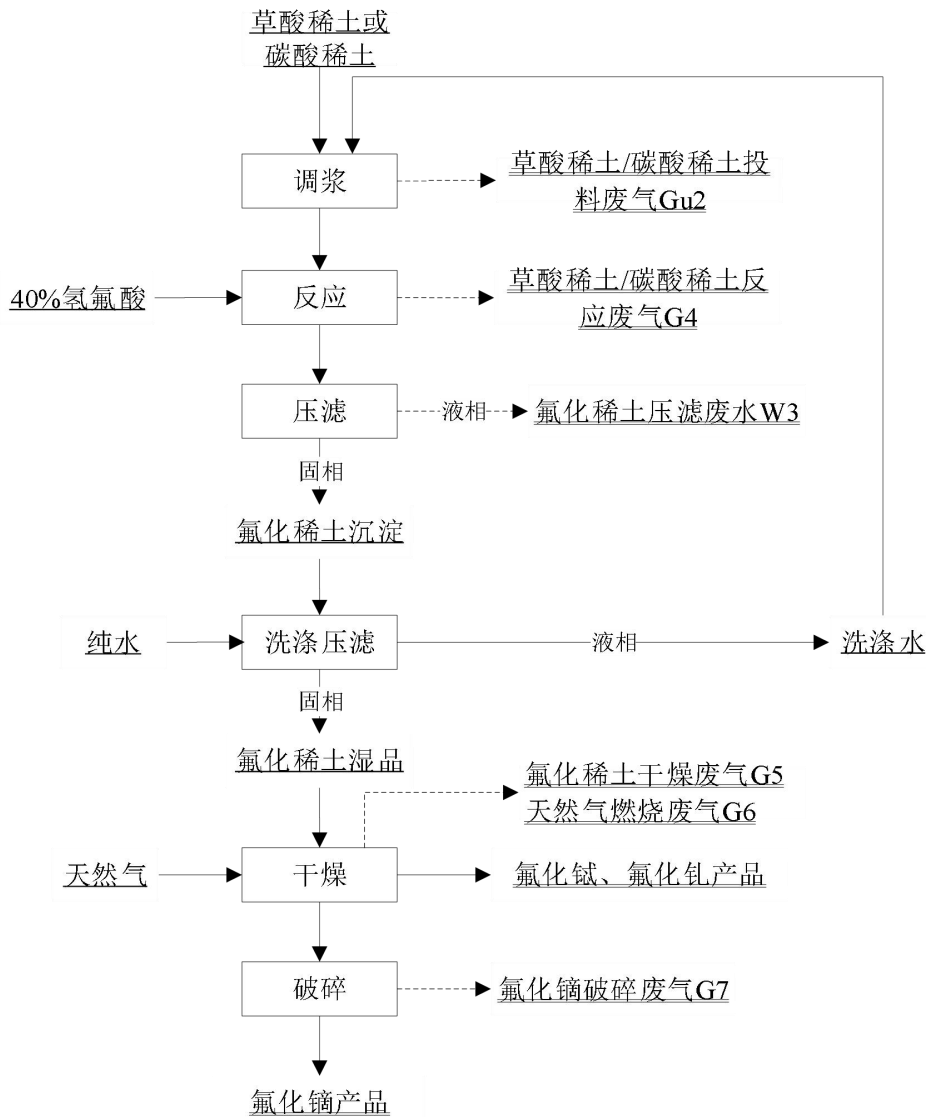 草酸稀土或
碳酸稀土
调浆
草酸稀土/碳酸稀土投
料废气Gu2
40%氢氟酸
反应
草酸稀土/碳酸稀土反
应废气G4
压滤
液相
氟化稀土压滤废水W3
固相
氟化稀土沉淀
纯水
洗涤压滤
液相
洗涤水
固相
氟化稀土湿品
氟化稀土干燥废气G5
天然气燃烧废气G6
天然气
干燥
氟化铽、氟化钆产品
破碎
氟化镝破碎废气G7
氟化镝产品